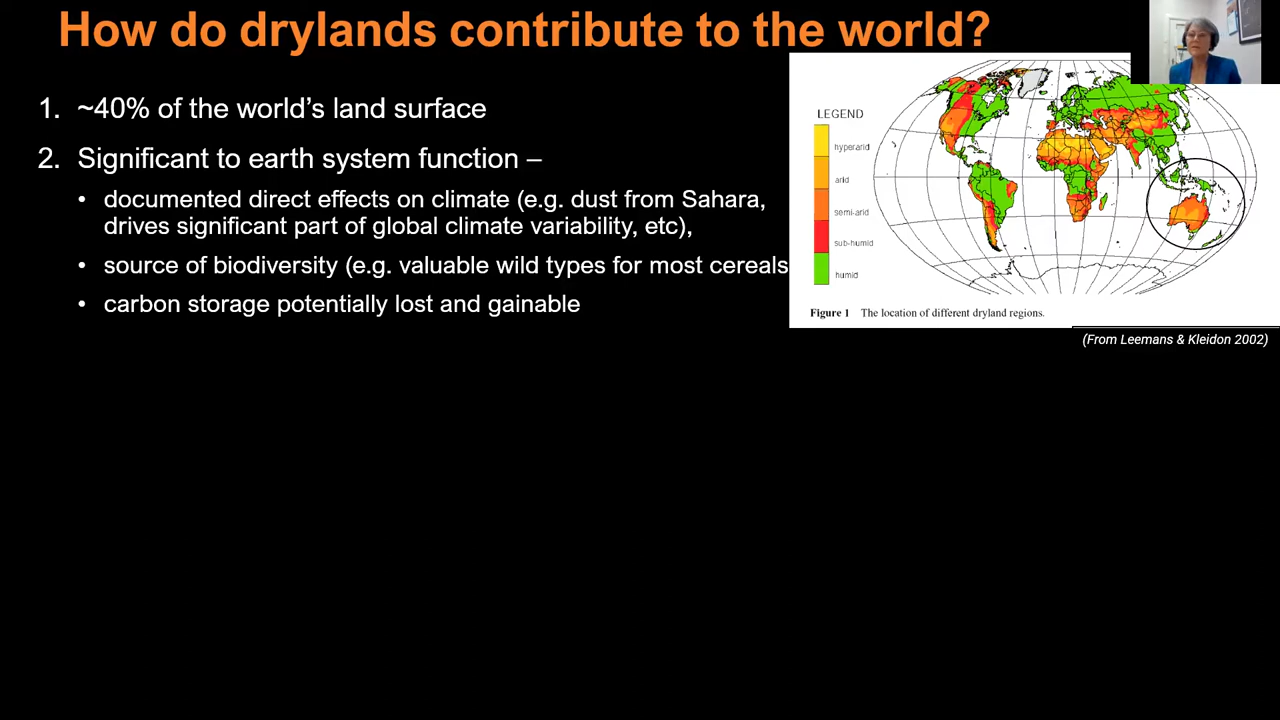 How do drylands contribute to the world?
1. ~40% of the world's land surface
2. Significant to earth system function –
• documented direct effects on climate (e.g. dust from Sahara,
drives significant part of global climate variability, etc),
• source of biodiversity (e.g. valuable wild types for most cereals
• carbon storage potentially lost and gainable
LEGEND
hyperarid
arid
semi-arid
sub-humid
humid
Figure 1 The location of different dryland regions.
(From Leemans & Kleidon 2002)